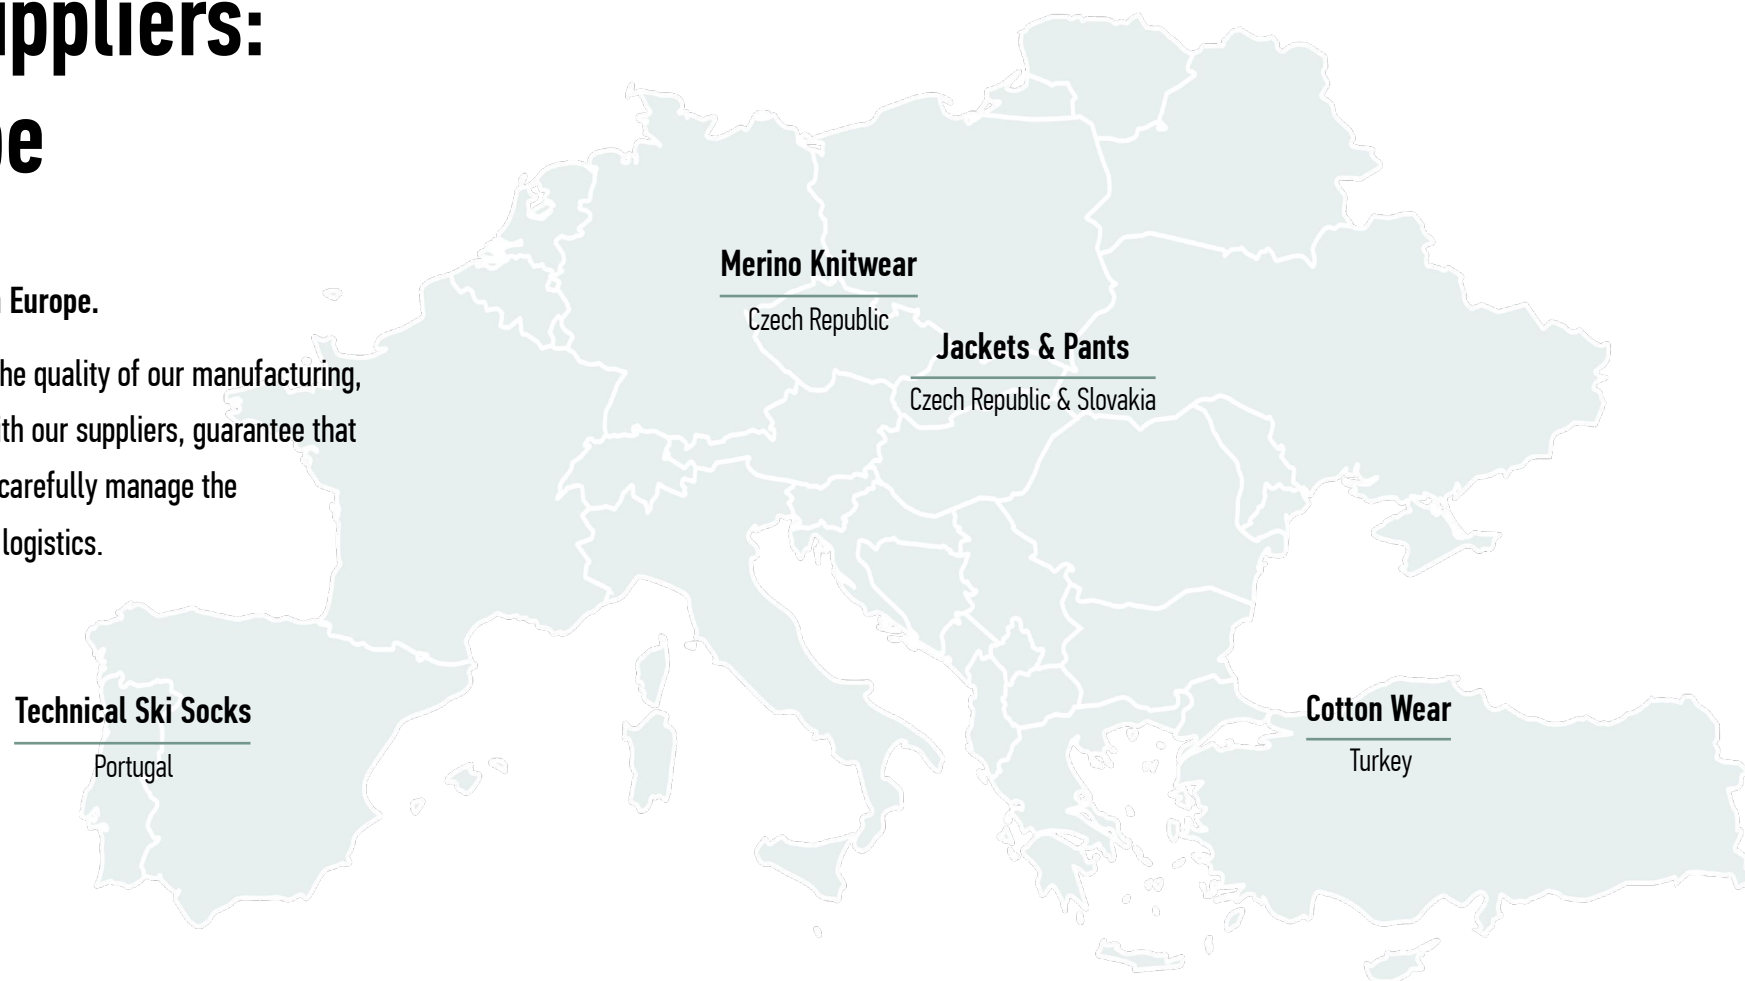 uppliers:
pe
Europe.
he quality of our manufacturing,
ith our suppliers, guarantee that
carefully manage the
logistics.
Merino Knitwear
Czech Republic
Jackets & Pants
Czech Republic & Slovakia
Technical Ski Socks
Portugal
Cotton Wear
Turkey